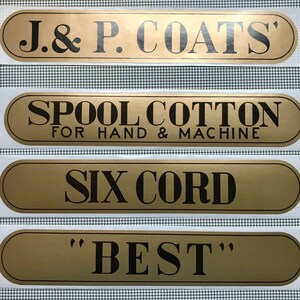 J. & P. COATS'
SPOOL COTTON
FOR HAND & MACHINE
SIX CORD
"BEST"